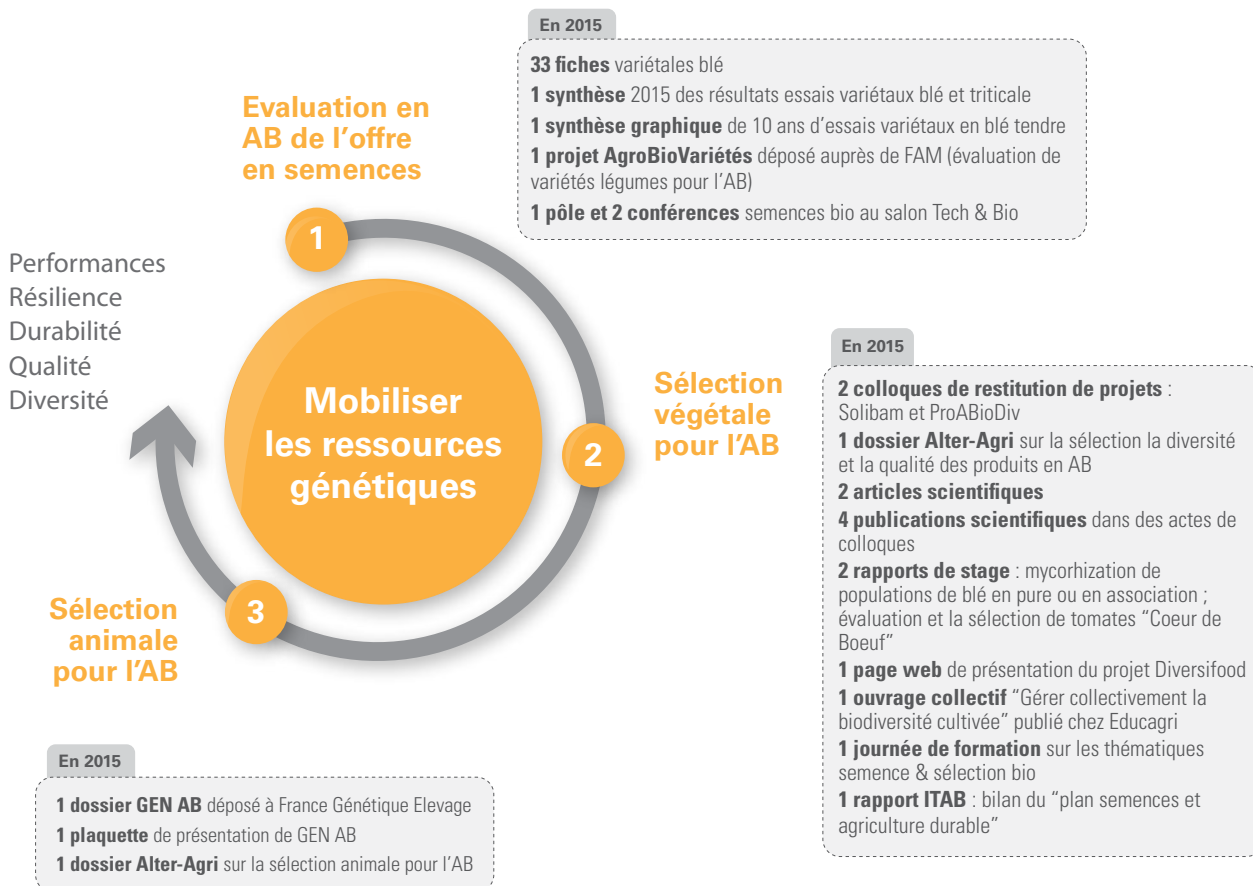 En 2015
33 fiches variétales blé
1 synthèse 2015 des résultats essais variétaux blé et triticale
1 synthèse graphique de 10 ans d'essais variétaux en blé tendre
1 projet AgroBioVariétés déposé auprès de FAM (évaluation de
variétés légumes pour l'AB)
1 pôle et 2 conférences semences bio au salon Tech & Bio
Evaluation en
AB de l'offre
en semences
1
Performances
Résilience
Durabilité
Qualité
Diversité
Mobiliser
les ressources
génétiques
2
Sélection
végétale
pour l'AB
En 2015
2 colloques de restitution de projets :
Solibam et ProABioDiv
1 dossier Alter-Agri sur la sélection la diversité
et la qualité des produits en AB
2 articles scientifiques
4 publications scientifiques dans des actes de
colloques
2 rapports de stage : mycorhization de
populations de blé en pure ou en association ;
évaluation et la sélection de tomates "Coeur de
Boeuf"
1 page web de présentation du projet Diversifood
1 ouvrage collectif "Gérer collectivement la
biodiversité cultivée" publié chez Educagri
1 journée de formation sur les thématiques
semence & sélection bio
1 rapport ITAB : bilan du "plan semences et
agriculture durable"
3
Sélection
animale
pour l'AB
En 2015
1 dossier GEN AB déposé à France Génétique Elevage
1 plaquette de présentation de GEN AB
1 dossier Alter-Agri sur la sélection animale pour l'AB